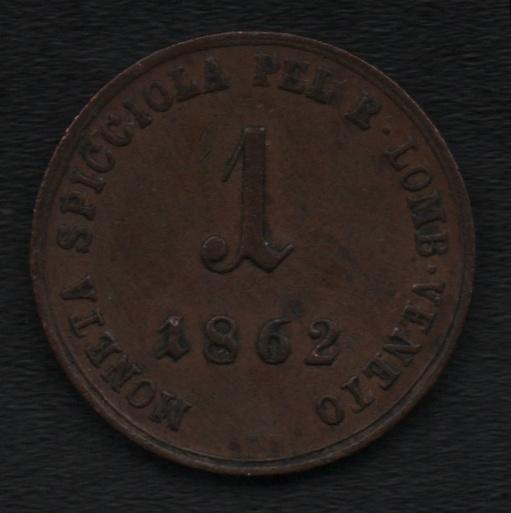 MONETA SPICCIOLA PEL R. LOMB. VENETO
1
1862